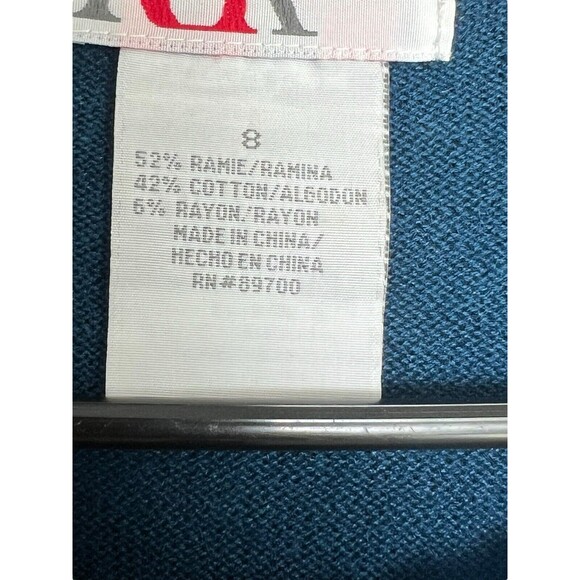 8
52% RAMIE/RAMINA
42% COTTON/ALGODON
6% RAYON/RAYON
MADE IN CHINA/
HECHO EN CHINA
RN#89700